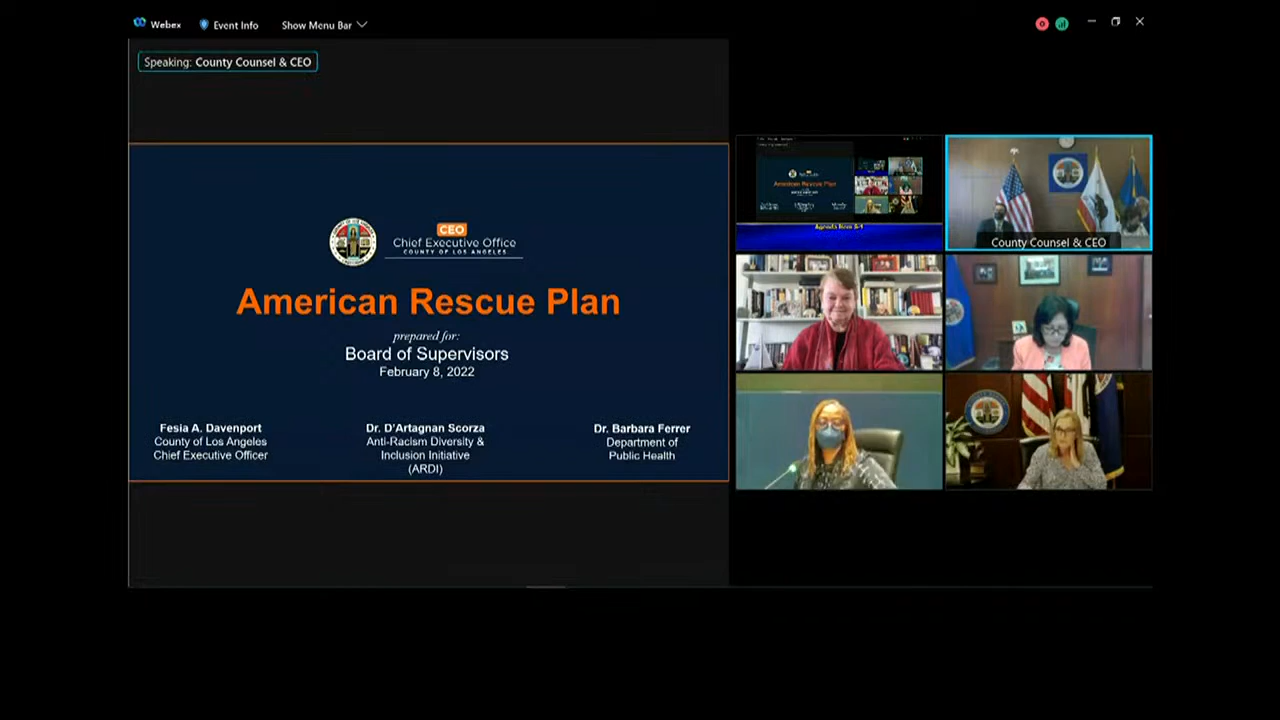 Webex
Event Info
Show Menu Bar
Speaking: County Counsel & CEO
CEO
Chief Executive Office
COUNTY OF LOS ANGELES
American Rescue Plan
prepared for:
Board of Supervisors
February 8, 2022
Fesia A. Davenport
County of Los Angeles
Chief Executive Officer
Dr. D'Artagnan Scorza
Anti-Racism Diversity &
Inclusion Initiative
(ARDI)
Dr. Barbara Ferrer
Department of
Public Health
American Rescue Plan
County Counsel & CEO